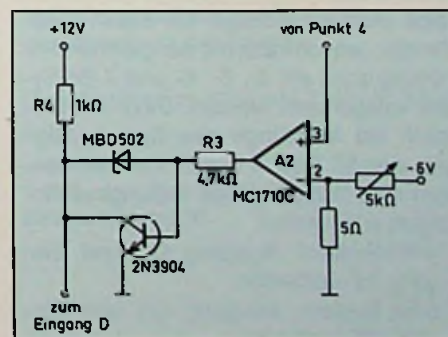 von Punkt 4
+12V
R4
1kΩ
MBD502
R3
4,7kΩ
A2
3
+
2
−
MC1710C
-6V
5kΩ
5Ω
2N3904
zum
Eingang D